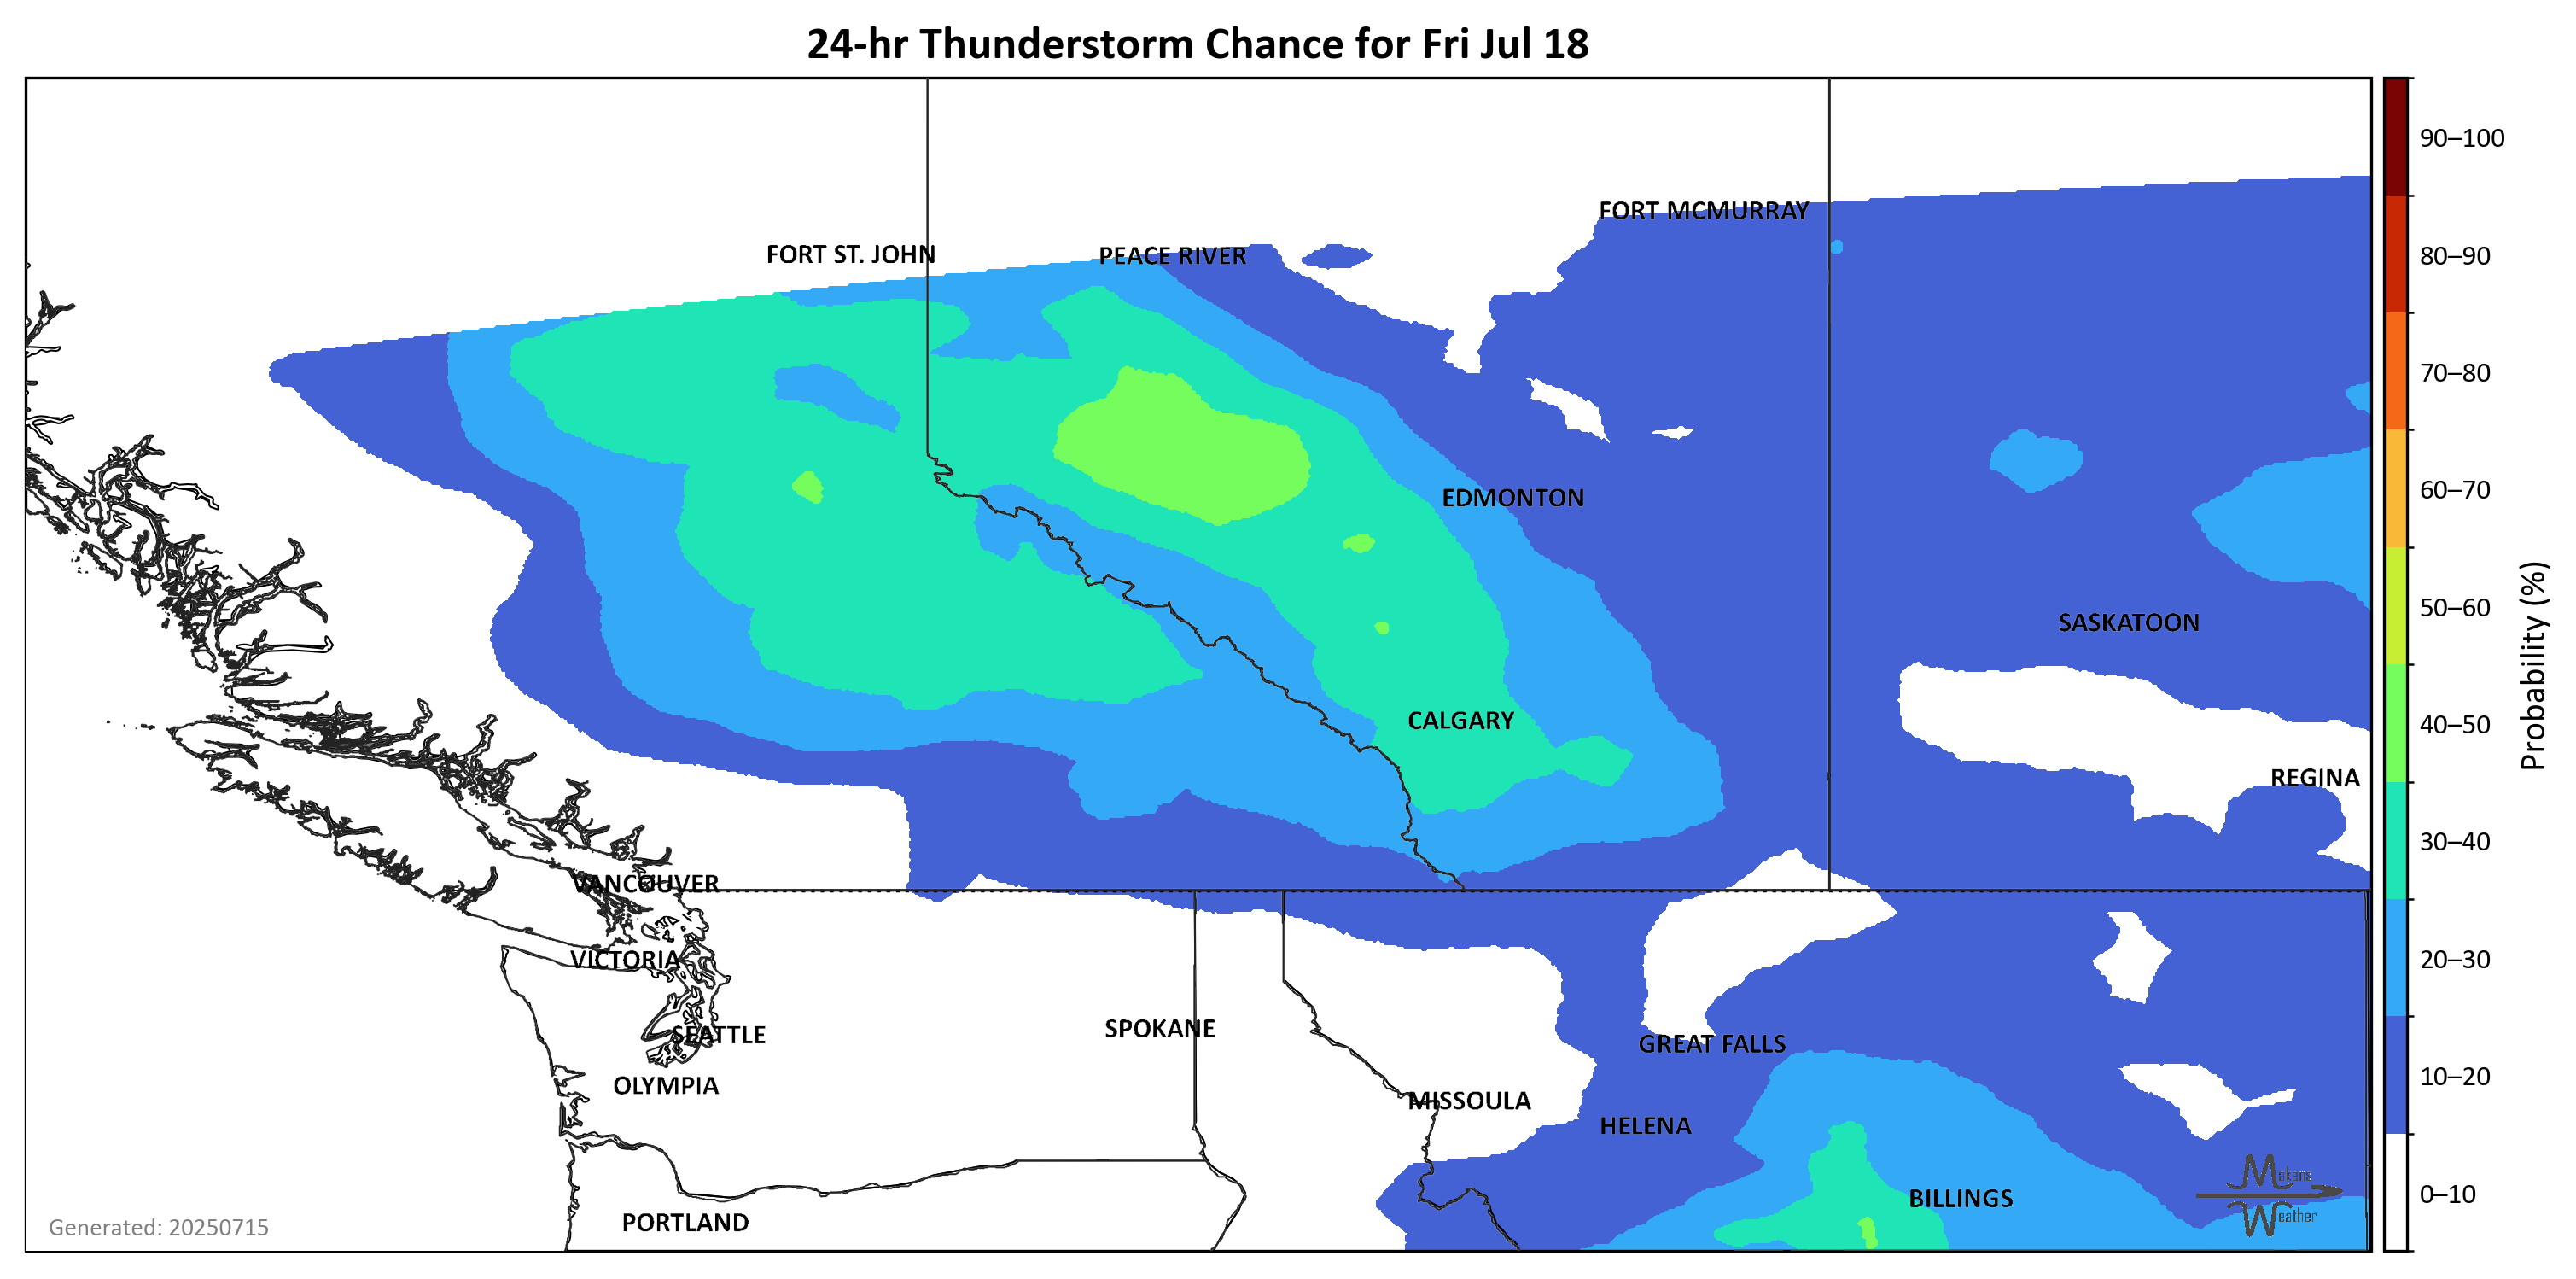 24-hr Thunderstorm Chance for Fri Jul 18
90–100
FORT MCMURRAY
FORT ST. JOHN
PEACE RIVER
80–90
70–80
EDMONTON
60–70
SASKATOON
50–60
CALGARY
40–50
Probability (%)
REGINA
30–40
VANCOUVER
VICTORIA
20–30
SPOKANE
SEATTLE
GREAT FALLS
OLYMPIA
10–20
MISSOULA
HELENA
Mekens
0–10
BILLINGS
Weather
PORTLAND
Generated: 20250715